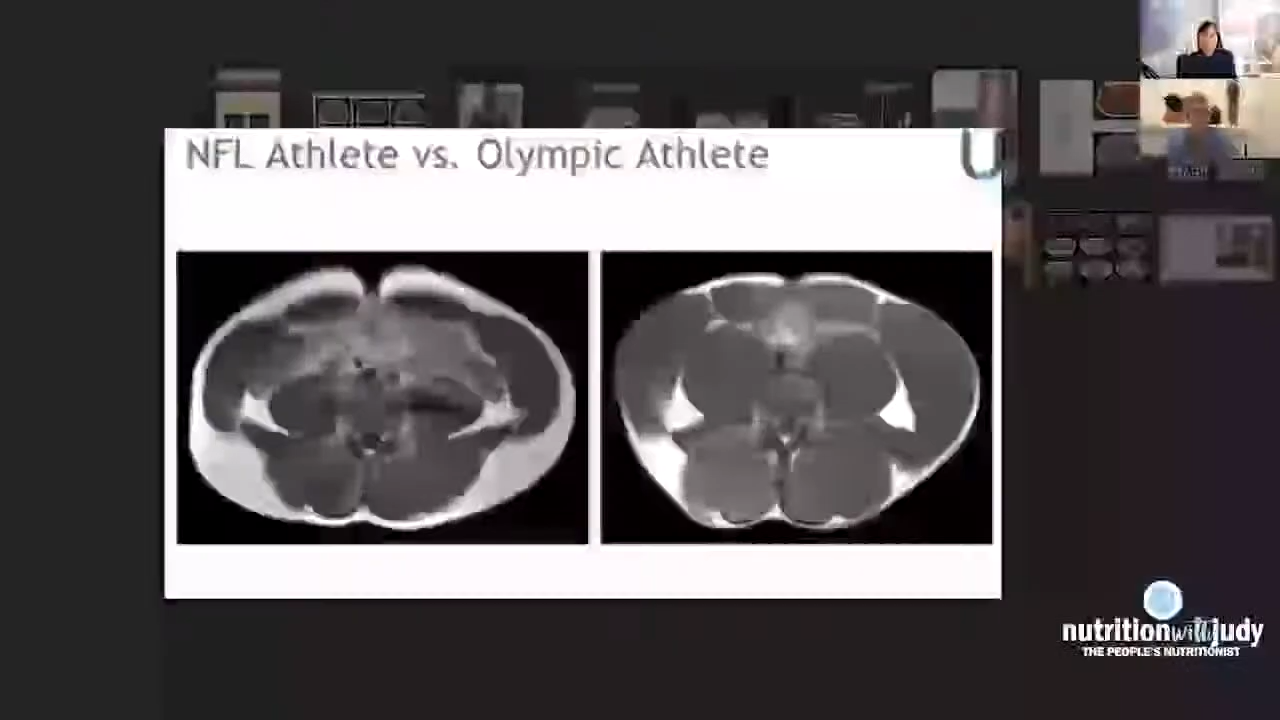 NFL Athlete vs. Olympic Athlete
U
nutritionwithjudy
THE PEOPLE'S NUTRITIONIST